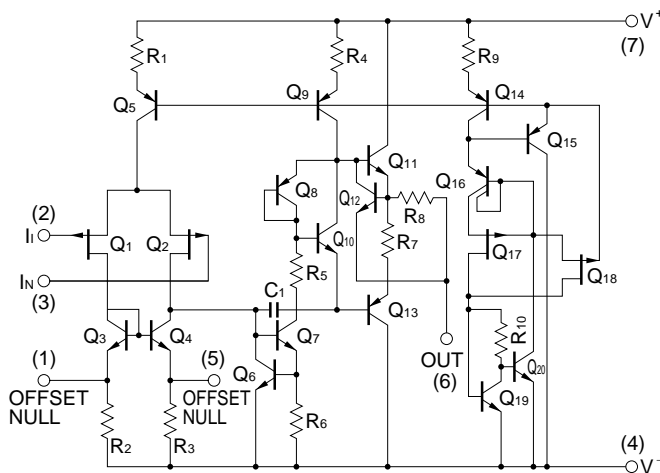 V+
(7)
R1
R4
R9
Q5
Q9
Q14
Q15
Q11
Q8
Q12
Q16
(2)
II
R8
Q1
Q2
Q10
R7
Q17
Q18
IN
(3)
R5
C1
Q13
R10
Q3
Q4
Q7
(1)
(5)
OUT
(6)
Q6
Q20
Q19
OFFSET
NULL
OFFSET
NULL
R2
R3
R6
(4)
V−